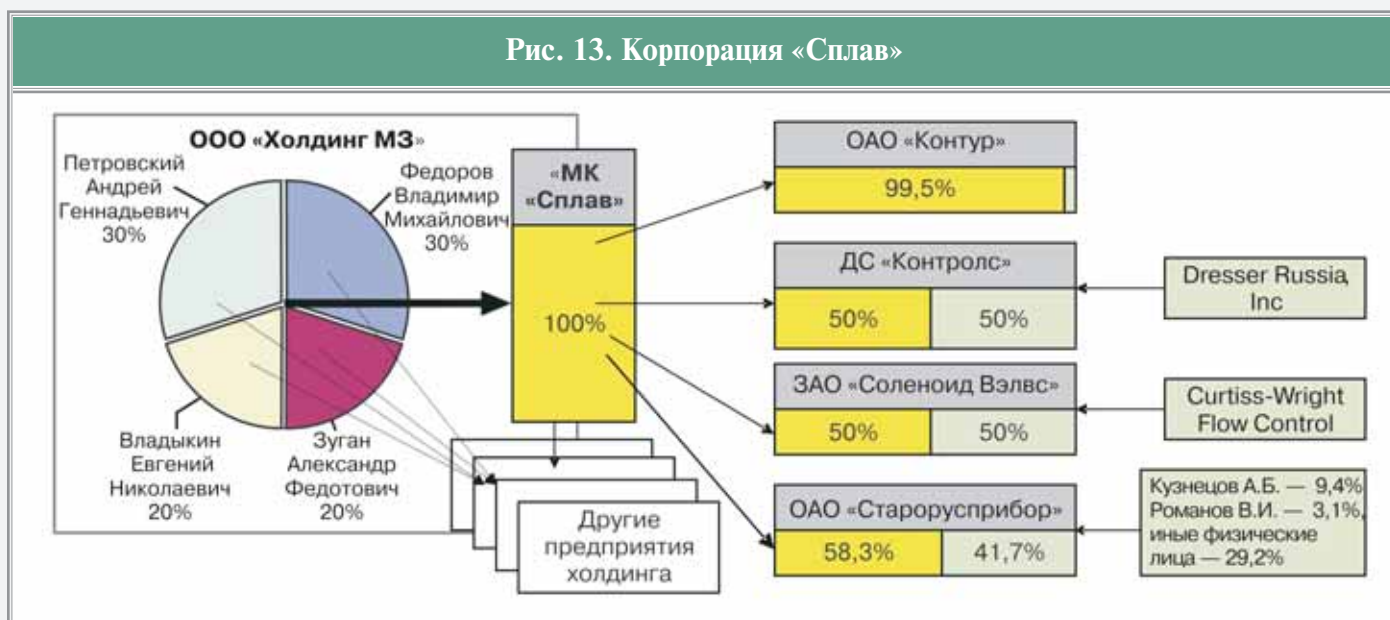 Рис. 13. Корпорация «Сплав»
ООО «Холдинг МЗ»
Петровский
Андрей
Геннадьевич
30%
Федоров
Владимир
Михайлович
30%
Владыкин
Евгений
Николаевич
20%
Зуган
Александр
Федотович
20%
«МК
«Сплав»
100%
Другие
предприятия
холдинга
ОАО «Контур»
99,5%
ДС «Контролс»
50%
50%
Dresser Russia,
Inc
ЗАО «Соленоид Вэлвс»
50%
50%
Curtiss-Wright
Flow Control
ОАО «Старорусприбор»
58,3%
41,7%
Кузнецов А.Б. — 9,4%
Романов В.И. — 3,1%,
иные физические
лица — 29,2%